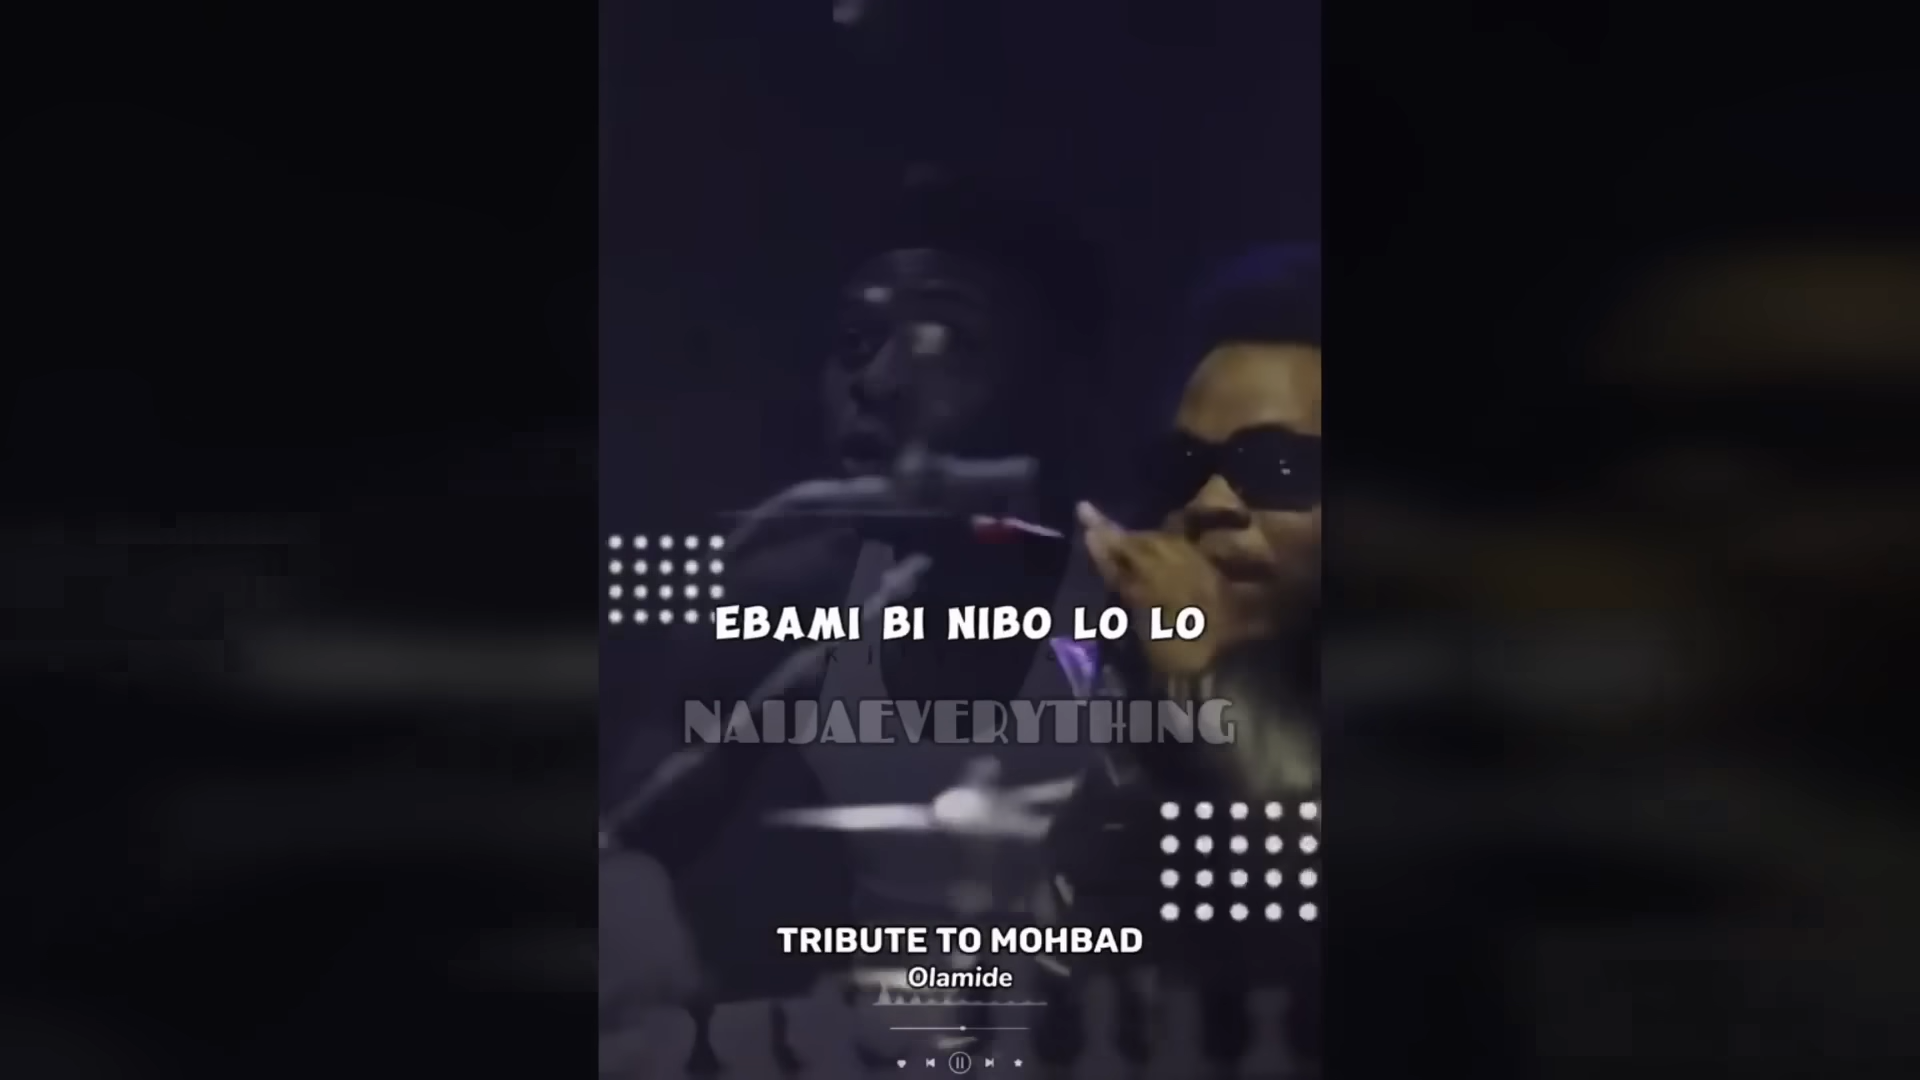 EBAMI BI NIBO LO LO
NAIJAEVERYTHING
TRIBUTE TO MOHBAD
Olamide